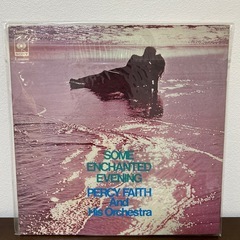 SOME
ENCHANTED
EVENING
PERCY FAITH
And
His Orchestra